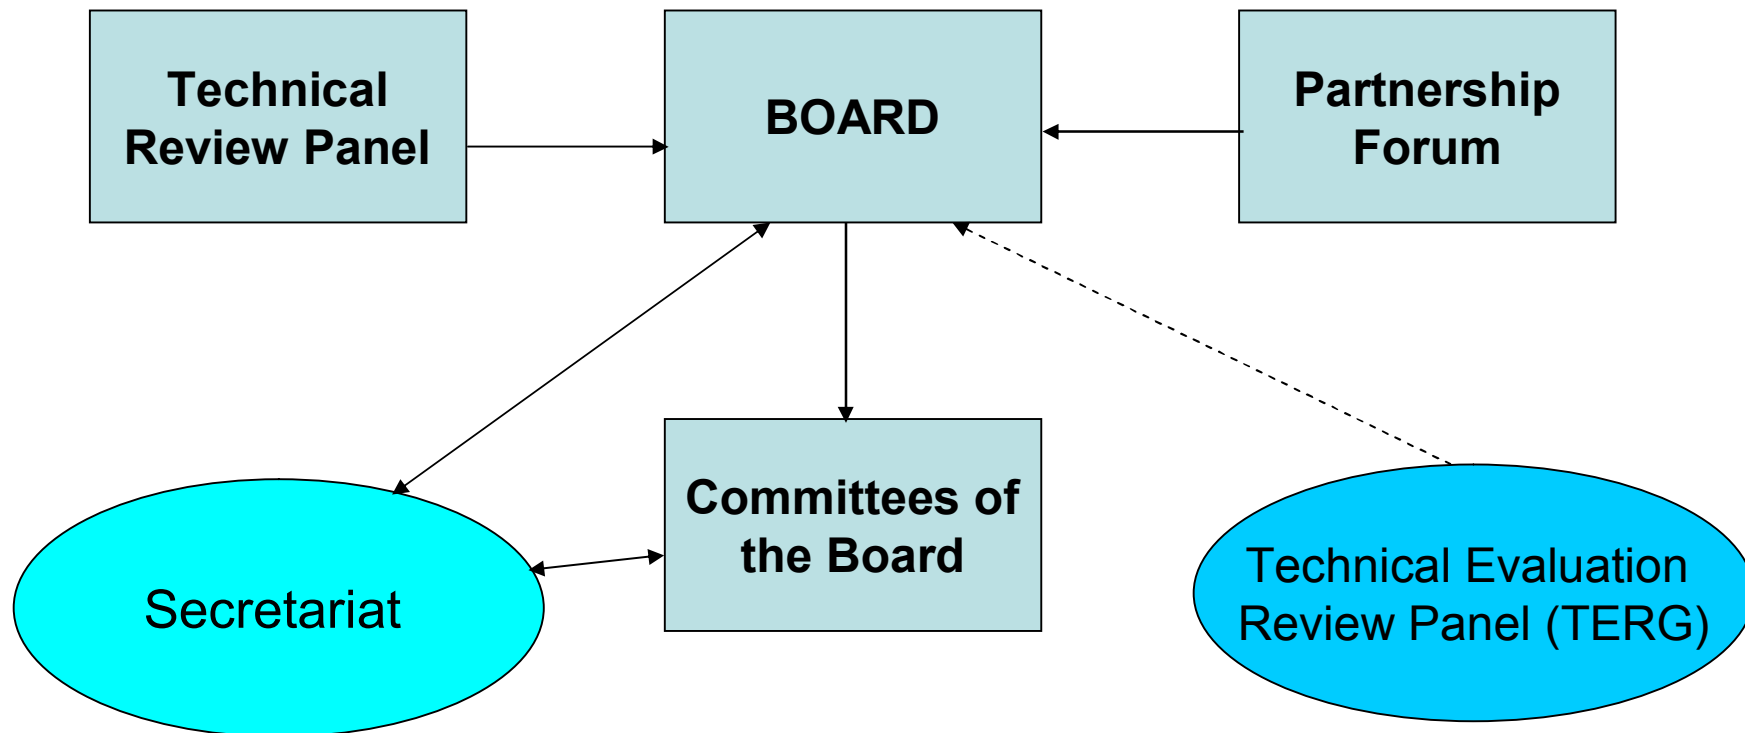 Technical
Review Panel
BOARD
Partnership
Forum
Committees of
the Board
Secretariat
Technical Evaluation
Review Panel (TERG)